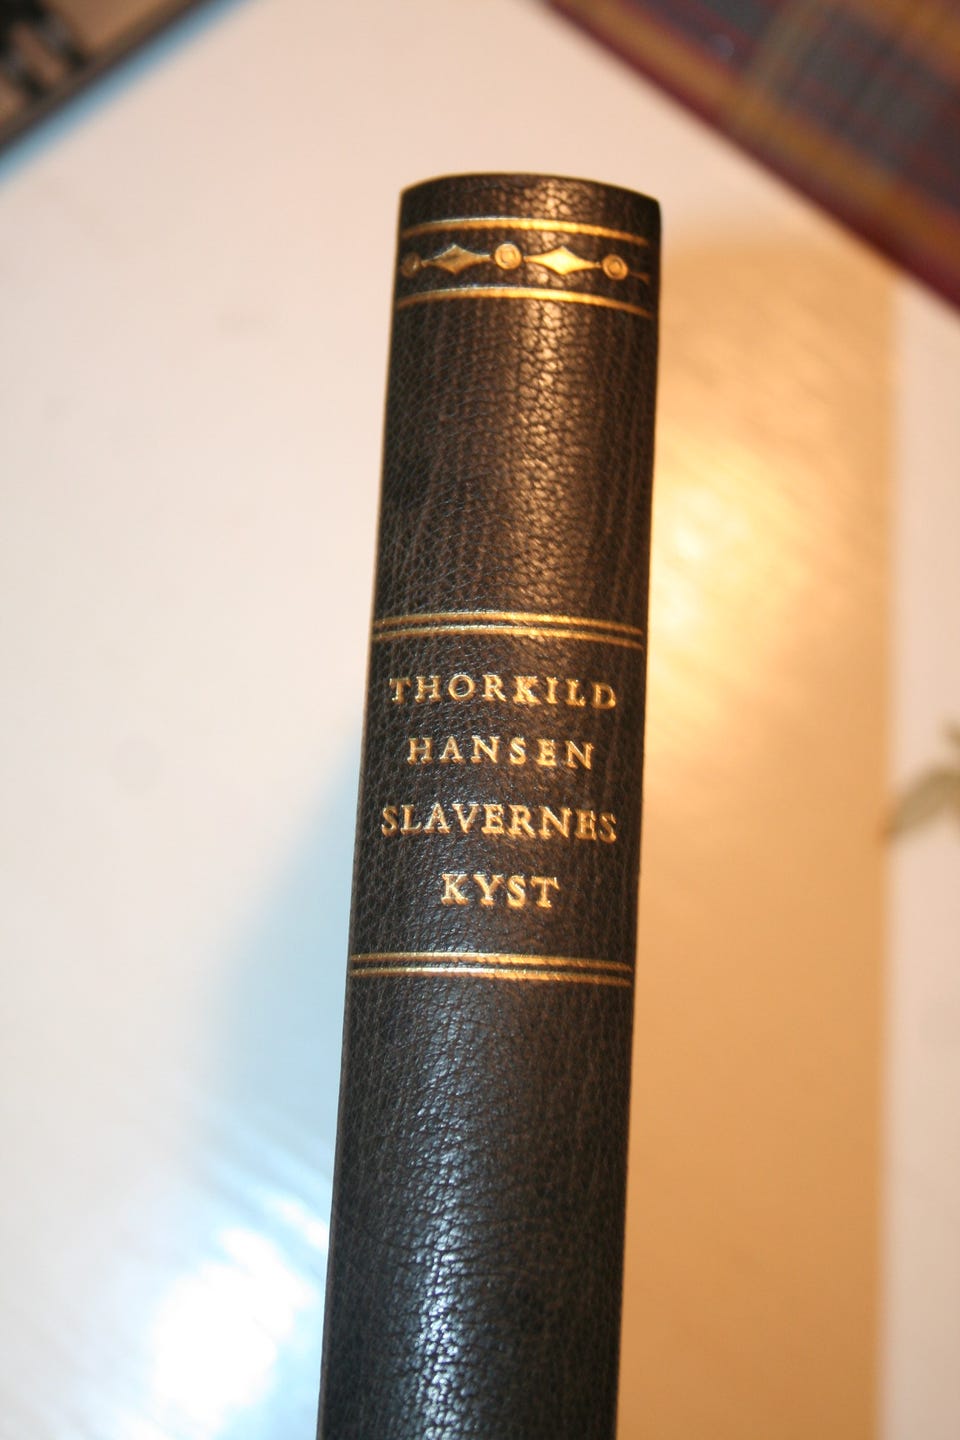 THORKILD
HANSEN
SLAVERNES
KYST